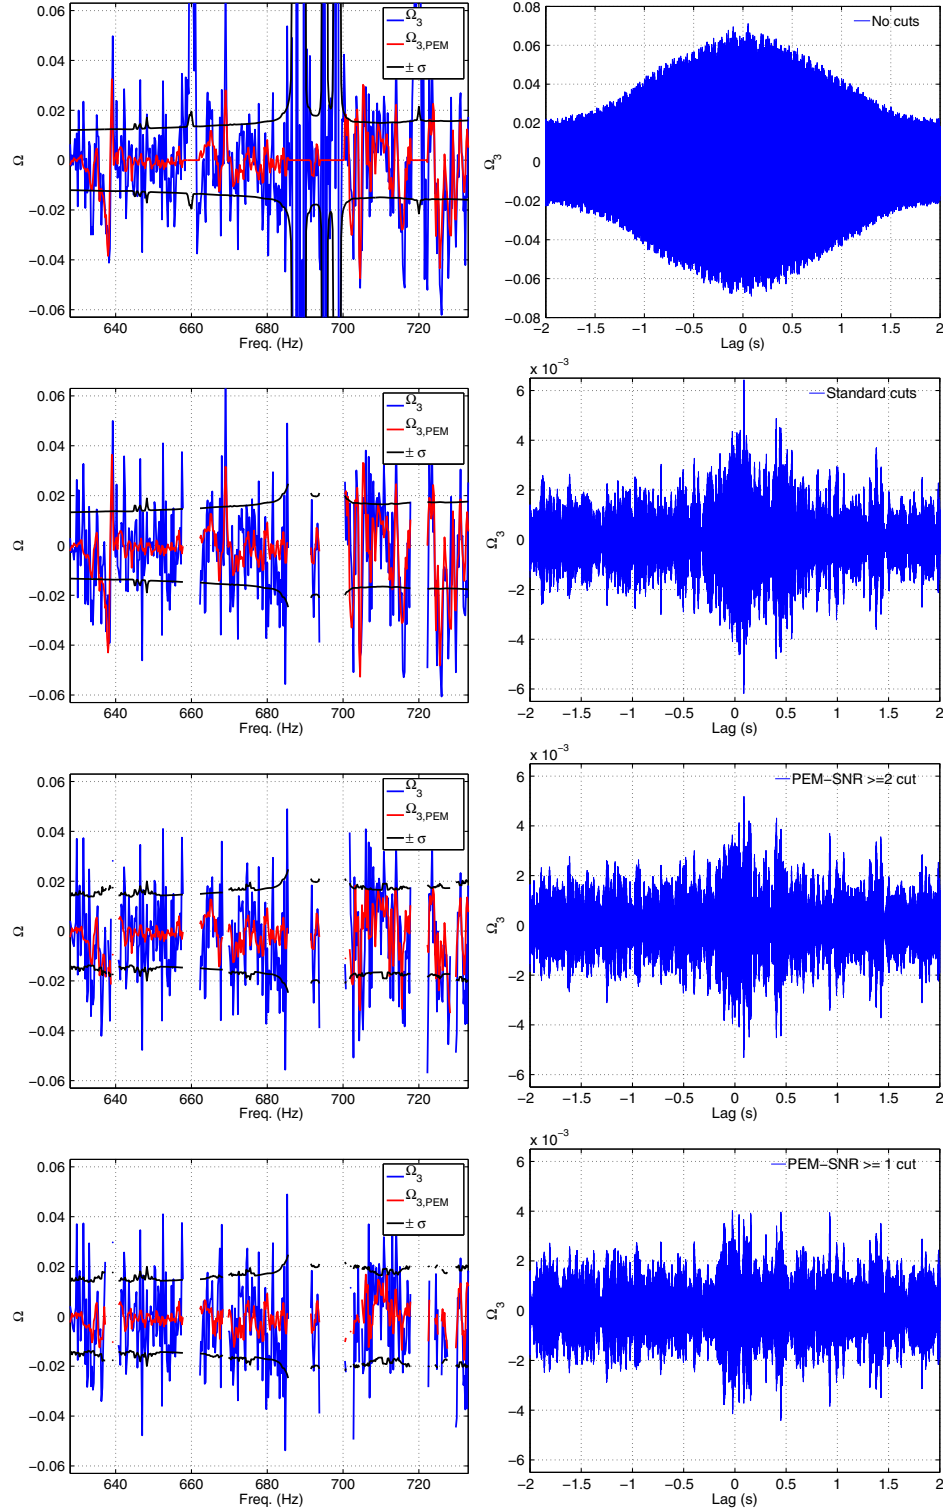 0.06
0.04
0.02
0
−0.02
−0.04
−0.06
Ω
640 660 680 700 720
Freq. (Hz)
Ω3
Ω3,PEM
± σ
0.08
0.06
0.04
0.02
0
−0.02
−0.04
−0.06
−0.08
Ω3
−2 −1.5 −1 −0.5 0 0.5 1 1.5 2
Lag (s)
No cuts
0.06
0.04
0.02
0
−0.02
−0.04
−0.06
Ω
640 660 680 700 720
Freq. (Hz)
Ω3
Ω3,PEM
± σ
x 10−3
6
4
2
0
−2
−4
−6
Ω3
−2 −1.5 −1 −0.5 0 0.5 1 1.5 2
Lag (s)
Standard cuts
0.06
0.04
0.02
0
−0.02
−0.04
−0.06
Ω
640 660 680 700 720
Freq. (Hz)
Ω3
Ω3,PEM
± σ
x 10−3
6
4
2
0
−2
−4
−6
Ω3
−2 −1.5 −1 −0.5 0 0.5 1 1.5 2
Lag (s)
PEM−SNR >=2 cut
0.06
0.04
0.02
0
−0.02
−0.04
−0.06
Ω
640 660 680 700 720
Freq. (Hz)
Ω3
Ω3,PEM
± σ
x 10−3
6
4
2
0
−2
−4
−6
Ω3
−2 −1.5 −1 −0.5 0 0.5 1 1.5 2
Lag (s)
PEM−SNR >= 1 cut